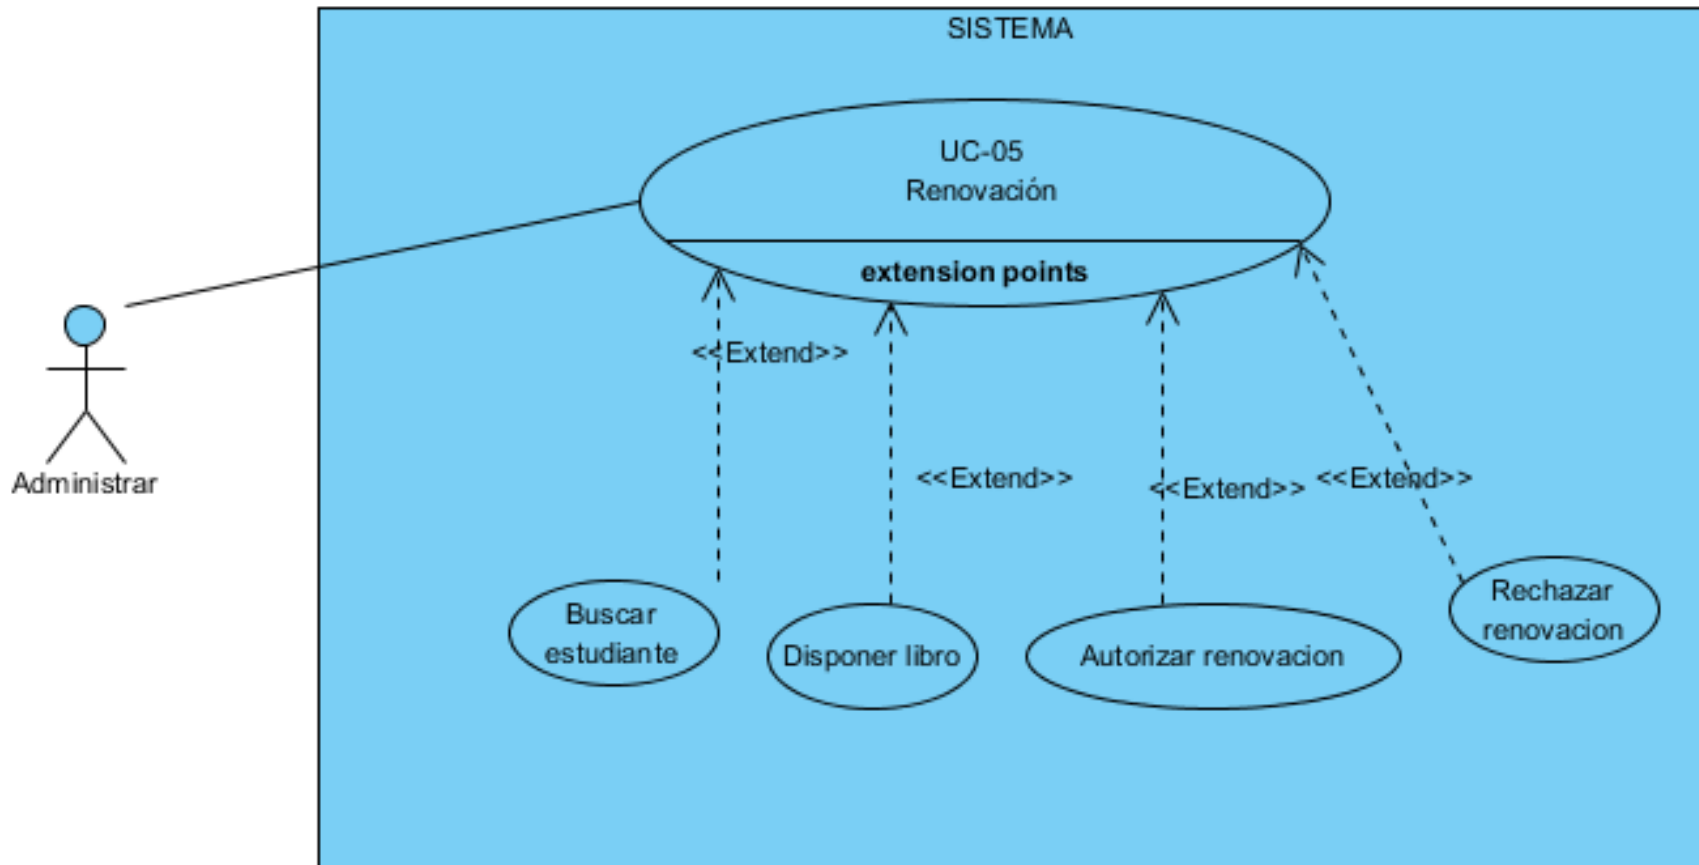 SISTEMA
UC-05
Renovación
extension points
<<Extend>>
<<Extend>>
<<Extend>>
<<Extend>>
Administrar
Buscar
estudiante
Disponer libro
Autorizar renovacion
Rechazar
renovacion